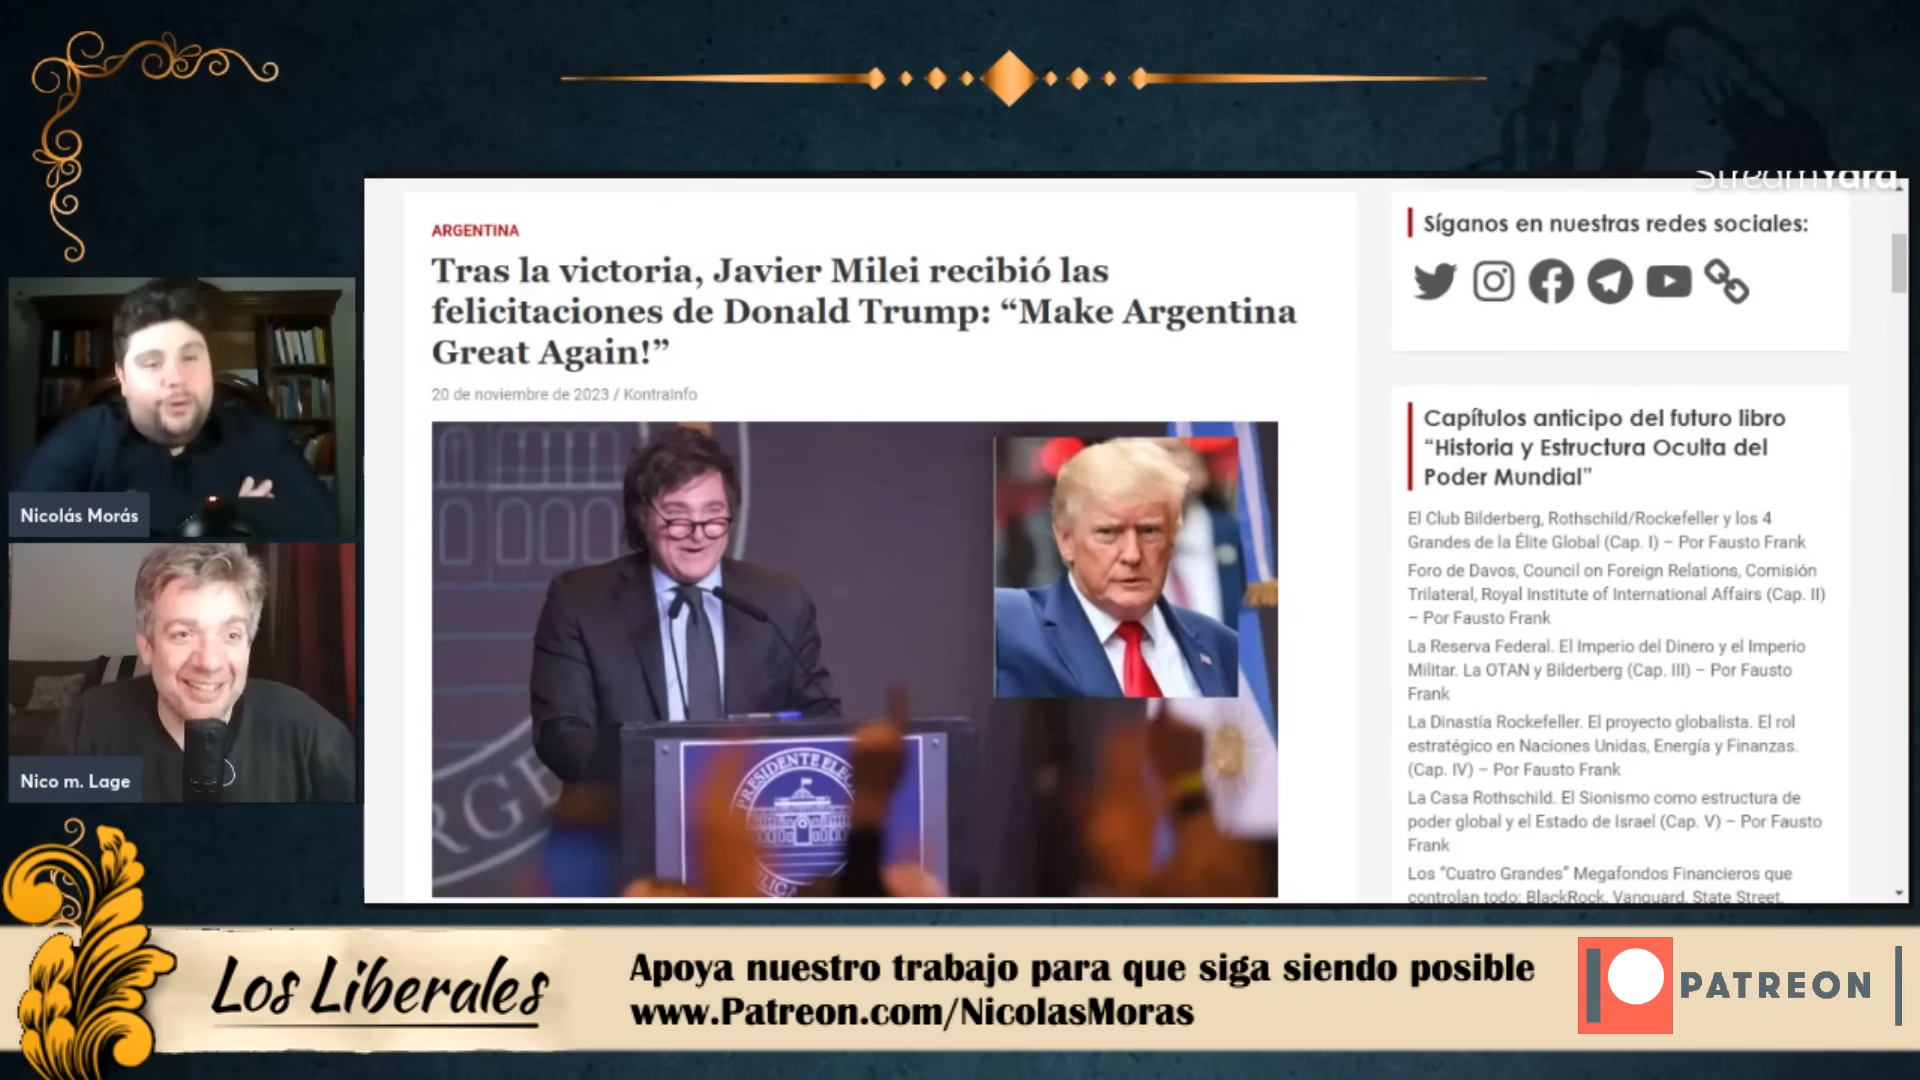 StreamYard
ARGENTINA
Tras la victoria, Javier Milei recibió las
felicitaciones de Donald Trump: “Make Argentina
Great Again!”
20 de noviembre de 2023 / KontraInfo
PRESIDENTE ELEC
Síganos en nuestras redes sociales:
Capítulos anticipo del futuro libro
“Historia y Estructura Oculta del
Poder Mundial”
El Club Bilderberg, Rothschild/Rockefeller y los 4
Grandes de la Élite Global (Cap. I) – Por Fausto Frank
Foro de Davos, Council on Foreign Relations, Comisión
Trilateral, Royal Institute of International Affairs (Cap. II)
– Por Fausto Frank
La Reserva Federal. El Imperio del Dinero y el Imperio
Militar. La OTAN y Bilderberg (Cap. III) – Por Fausto
Frank
La Dinastía Rockefeller. El proyecto globalista. El rol
estratégico en Naciones Unidas, Energía y Finanzas.
(Cap. IV) – Por Fausto Frank
La Casa Rothschild. El Sionismo como estructura de
poder global y el Estado de Israel (Cap. V) – Por Fausto
Frank
Los “Cuatro Grandes” Megafondos Financieros que
controlan todo: BlackRock, Vanguard, State Street,
Nicolás Morás
Nico m. Lage
Los Liberales
Apoya nuestro trabajo para que siga siendo posible
www.Patreon.com/NicolasMoras
PATREON